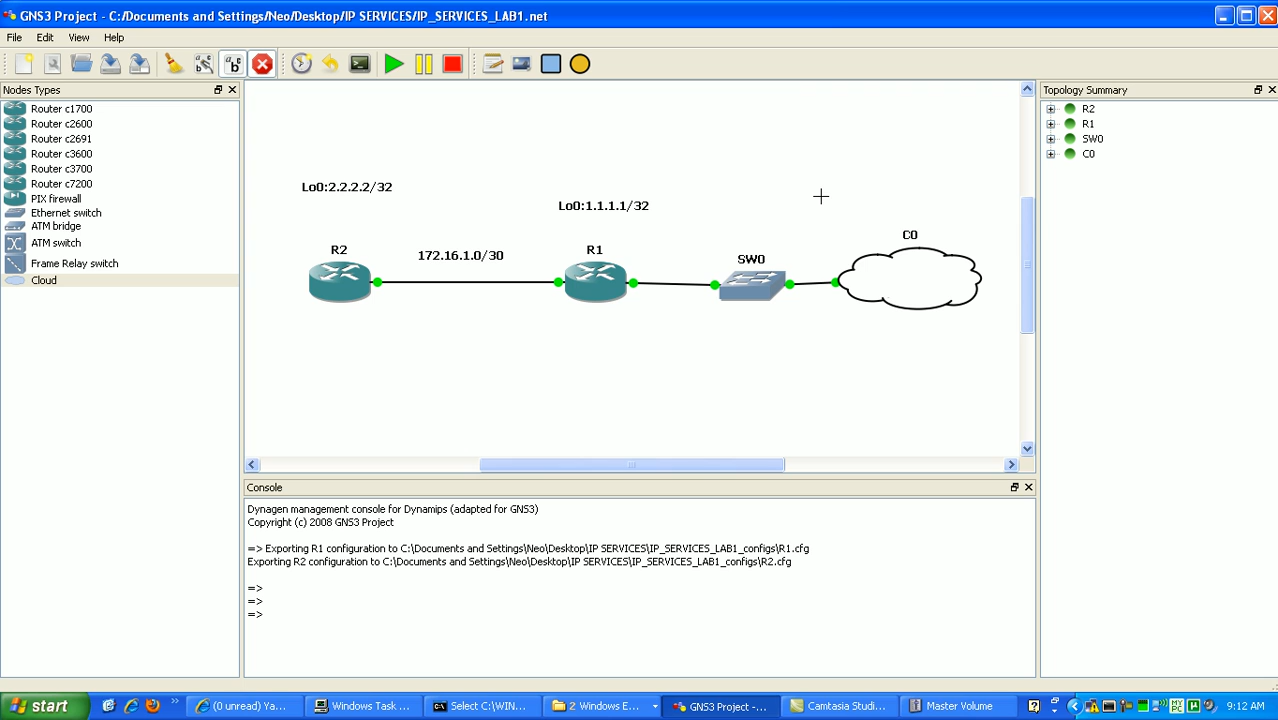 GNS3 Project - C:/Documents and Settings/Neo/Desktop/IP SERVICES/IP_SERVICES_LAB1.net
File Edit View Help
Nodes Types
Router c1700
Router c2600
Router c2691
Router c3600
Router c3700
Router c7200
PIX firewall
Ethernet switch
ATM bridge
ATM switch
Frame Relay switch
Cloud
Lo0:2.2.2.2/32
Lo0:1.1.1.1/32
R2
172.16.1.0/30
R1
SW0
C0
Topology Summary
R2
R1
SW0
C0
Console
Dynagen management console for Dynamips (adapted for GNS3)
Copyright (c) 2008 GNS3 Project
=> Exporting R1 configuration to C:\Documents and Settings\Neo\Desktop\IP SERVICES\IP_SERVICES_LAB1_configs\R1.cfg
Exporting R2 configuration to C:\Documents and Settings\Neo\Desktop\IP SERVICES\IP_SERVICES_LAB1_configs\R2.cfg
=>
=>
=>
start
(0 unread) Ya...
Windows Task ...
Select C:\WIN...
2 Windows E...
GNS3 Project -...
Camtasia Studi...
Master Volume
9:12 AM